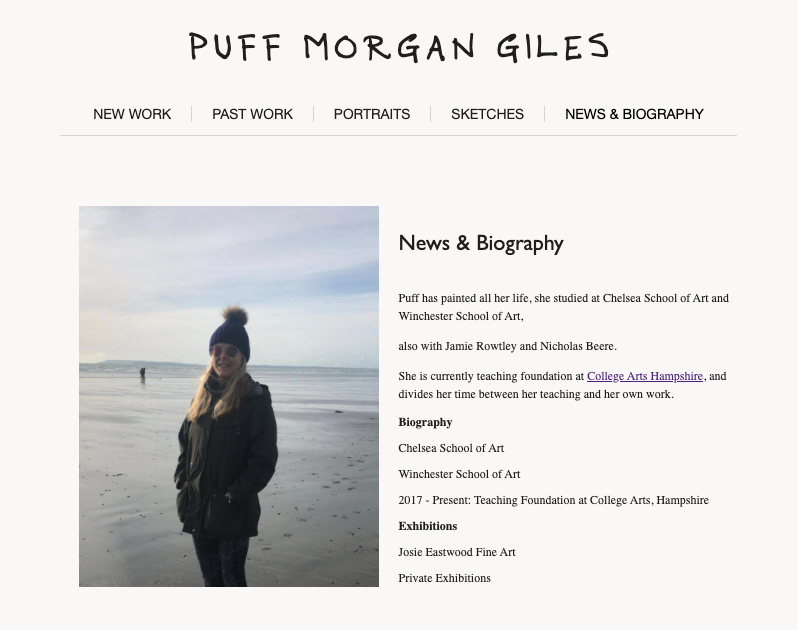 PUFF MORGAN GILES
NEW WORK PAST WORK PORTRAITS SKETCHES NEWS & BIOGRAPHY
News & Biography
Puff has painted all her life, she studied at Chelsea School of Art and
Winchester School of Art,
also with Jamie Rowtley and Nicholas Beere.
She is currently teaching foundation at College Arts Hampshire, and
divides her time between her teaching and her own work.
Biography
Chelsea School of Art
Winchester School of Art
2017 - Present: Teaching Foundation at College Arts, Hampshire
Exhibitions
Josie Eastwood Fine Art
Private Exhibitions